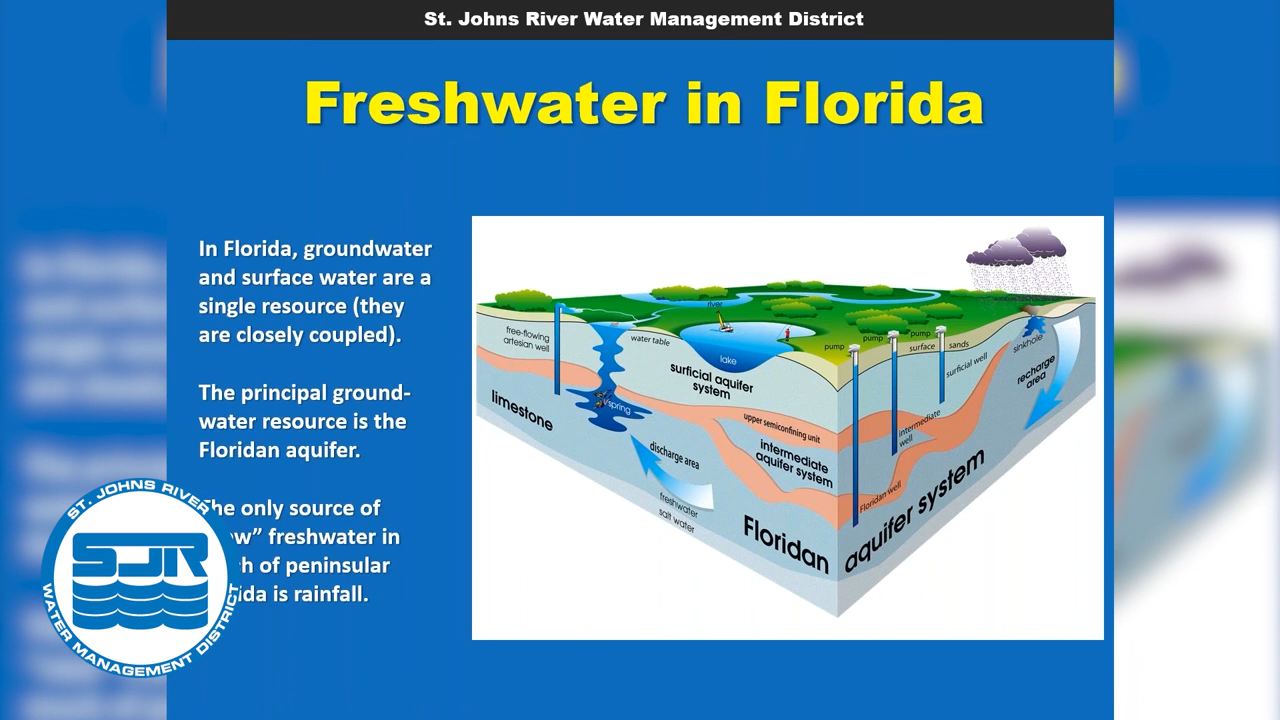 St. Johns River Water Management District
Freshwater in Florida
In Florida, groundwater
and surface water are a
single resource (they
are closely coupled).
The principal ground-
water resource is the
Floridan aquifer.
he only source of
w” freshwater in
h of peninsular
ida is rainfall.
river
free-flowing
artesian well
water table
lake
surficial aquifer
system
pump
pump
pump
surface sands
surficial well
sinkhole
recharge
area
limestone
spring
upper semiconfining unit
intermediate
aquifer system
intermediate
well
discharge area
freshwater
salt water
Floridan well
Floridan aquifer system
ST. JOHNS RIVER
SJR
WATER MANAGEMENT DISTRICT